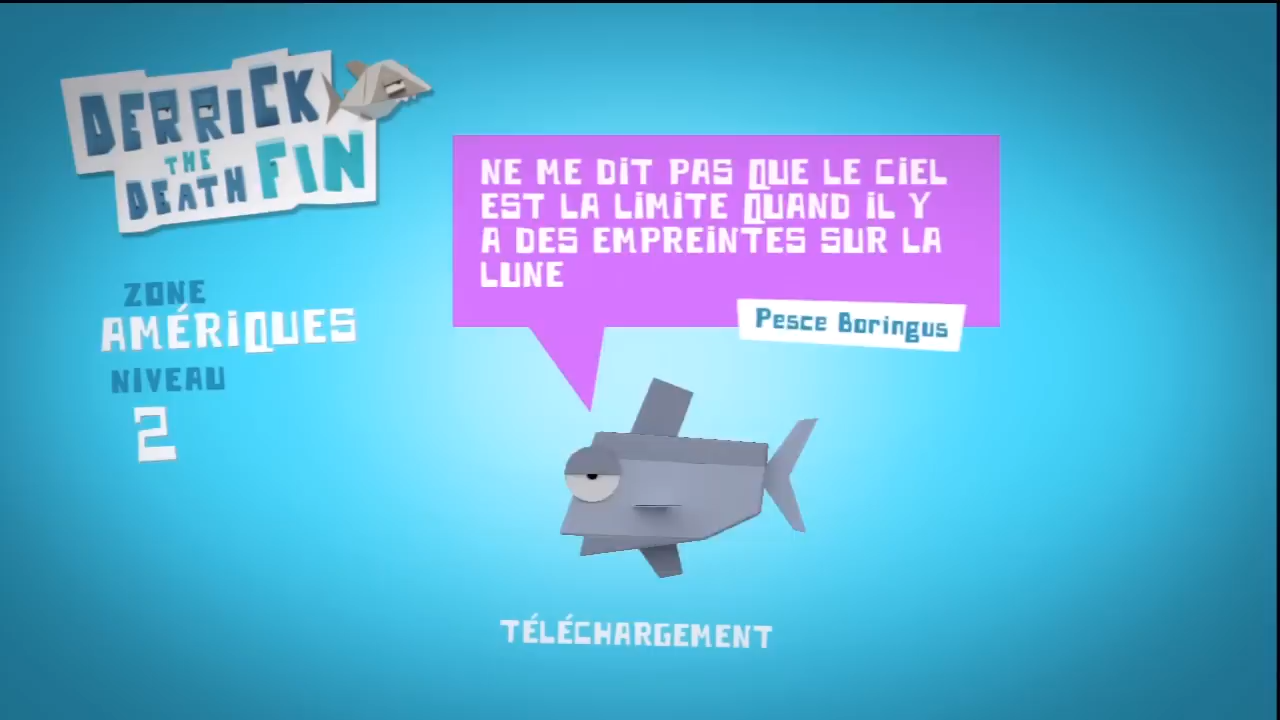 DERRICK
THE
DEATH FIN
NE ME DIT PAS QUE LE CIEL
EST LA LIMITE QUAND IL Y
A DES EMPREINTES SUR LA
LUNE
Pesce Boringus
ZONE
AMÉRIQUES
NIVEAU
2
TÉLÉCHARGEMENT